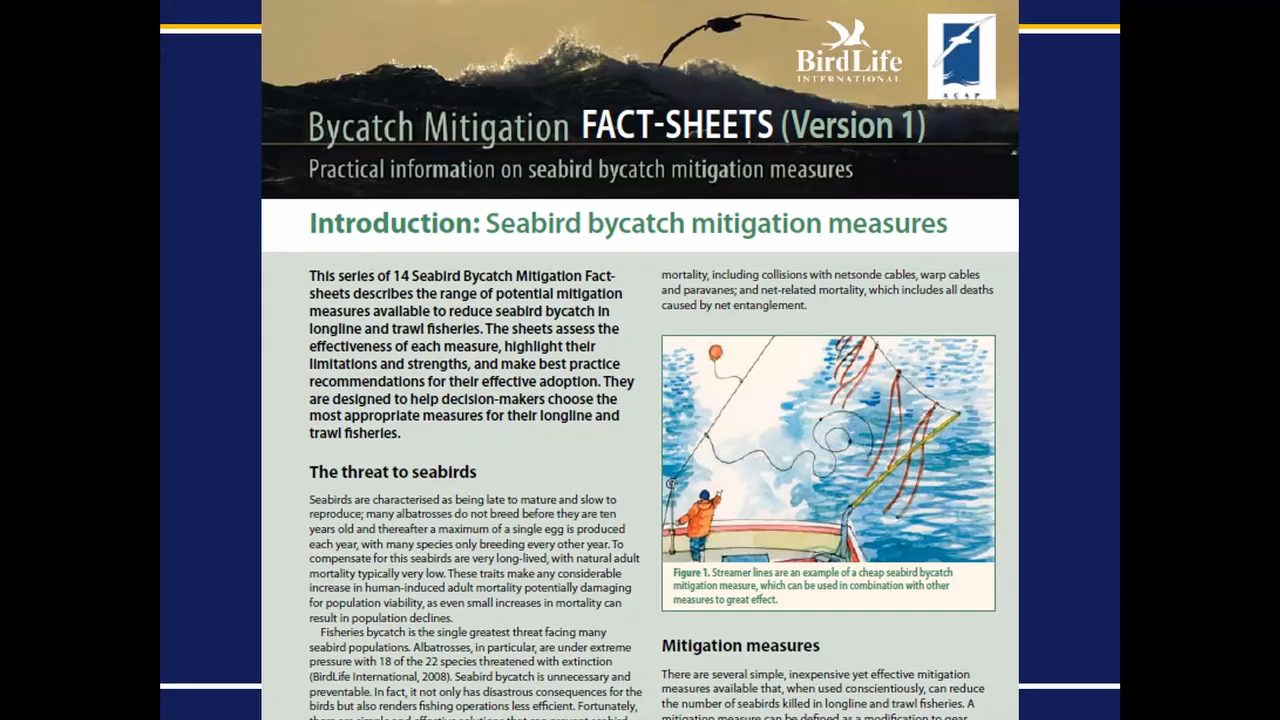 BirdLife
INTERNATIONAL
ACAP
Bycatch Mitigation FACT-SHEETS (Version 1)
Practical information on seabird bycatch mitigation measures
Introduction: Seabird bycatch mitigation measures
This series of 14 Seabird Bycatch Mitigation Fact-
sheets describes the range of potential mitigation
measures available to reduce seabird bycatch in
longline and trawl fisheries. The sheets assess the
effectiveness of each measure, highlight their
limitations and strengths, and make best practice
recommendations for their effective adoption. They
are designed to help decision-makers choose the
most appropriate measures for their longline and
trawl fisheries.
The threat to seabirds
Seabirds are characterised as being late to mature and slow to
reproduce; many albatrosses do not breed before they are ten
years old and thereafter a maximum of a single egg is produced
each year, with many species only breeding every other year. To
compensate for this seabirds are very long-lived, with natural adult
mortality typically very low. These traits make any considerable
increase in human-induced adult mortality potentially damaging
for population viability, as even small increases in mortality can
result in population declines.
Fisheries bycatch is the single greatest threat facing many
seabird populations. Albatrosses, in particular, are under extreme
pressure with 18 of the 22 species threatened with extinction
(BirdLife International, 2008). Seabird bycatch is unnecessary and
preventable. In fact, it not only has disastrous consequences for the
birds but also renders fishing operations less efficient. Fortunately,
mortality, including collisions with netsonde cables, warp cables
and paravanes; and net-related mortality, which includes all deaths
caused by net entanglement.
Figure 1. Streamer lines are an example of a cheap seabird bycatch
mitigation measure, which can be used in combination with other
measures to great effect.
Mitigation measures
There are several simple, inexpensive yet effective mitigation
measures available that, when used conscientiously, can reduce
the number of seabirds killed in longline and trawl fisheries. A
mitigation measure can be defined as a modification to gear